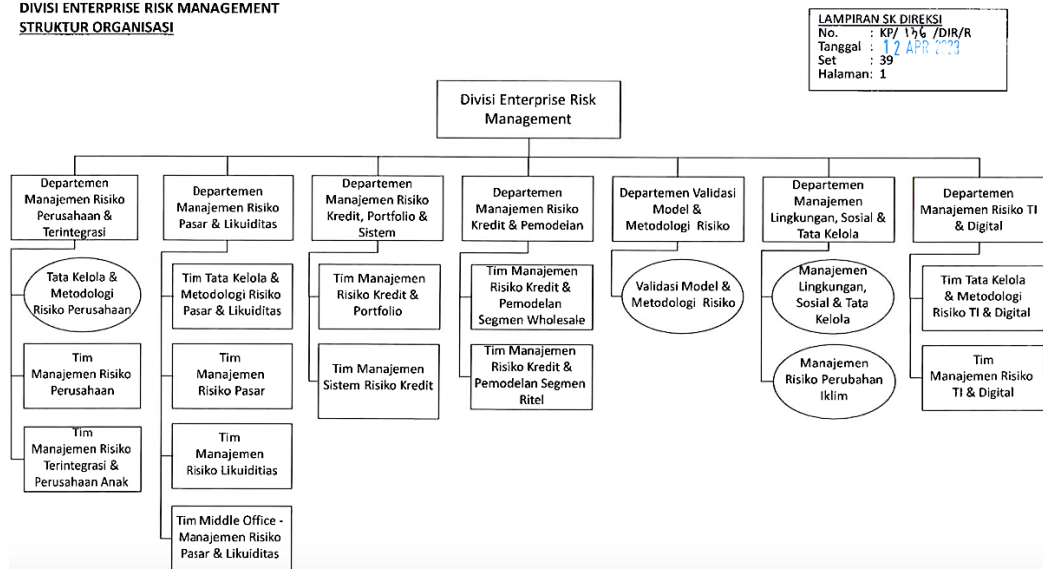 DIVISI ENTERPRISE RISK MANAGEMENT
STRUKTUR ORGANISASI
LAMPIRAN SK DIREKSI
No. : KP/ 136 /DIR/R
Tanggal : 12 APR 2023
Set : 39
Halaman: 1
Divisi Enterprise Risk
Management
Departemen
Manajemen Risiko
Perusahaan &
Terintegrasi
Tata Kelola &
Metodologi
Risiko Perusahaan
Tim
Manajemen Risiko
Perusahaan
Tim
Manajemen Risiko
Terintegrasi &
Perusahaan Anak
Departemen
Manajemen Risiko
Pasar & Likuiditas
Tim Tata Kelola &
Metodologi Risiko
Pasar & Likuiditas
Tim
Manajemen
Risiko Pasar
Tim
Manajemen
Risiko Likuiditias
Tim Middle Office -
Manajemen Risiko
Pasar & Likuiditas
Departemen
Manajemen Risiko
Kredit, Portfolio &
Sistem
Tim Manajemen
Risiko Kredit &
Portfolio
Tim Manajemen
Sistem Risiko Kredit
Departemen
Manajemen Risiko
Kredit & Pemodelan
Tim Manajemen
Risiko Kredit &
Pemodelan
Segmen Wholesale
Tim Manajemen
Risiko Kredit &
Pemodelan Segmen
Ritel
Departemen Validasi
Model &
Metodologi Risiko
Validasi Model &
Metodologi Risiko
Departemen
Manajemen
Lingkungan, Sosial &
Tata Kelola
Manajemen
Lingkungan,
Sosial & Tata
Kelola
Manajemen
Risiko Perubahan
Iklim
Departemen
Manajemen Risiko TI
& Digital
Tim Tata Kelola
& Metodologi
Risiko TI & Digital
Tim
Manajemen Risiko
TI & Digital